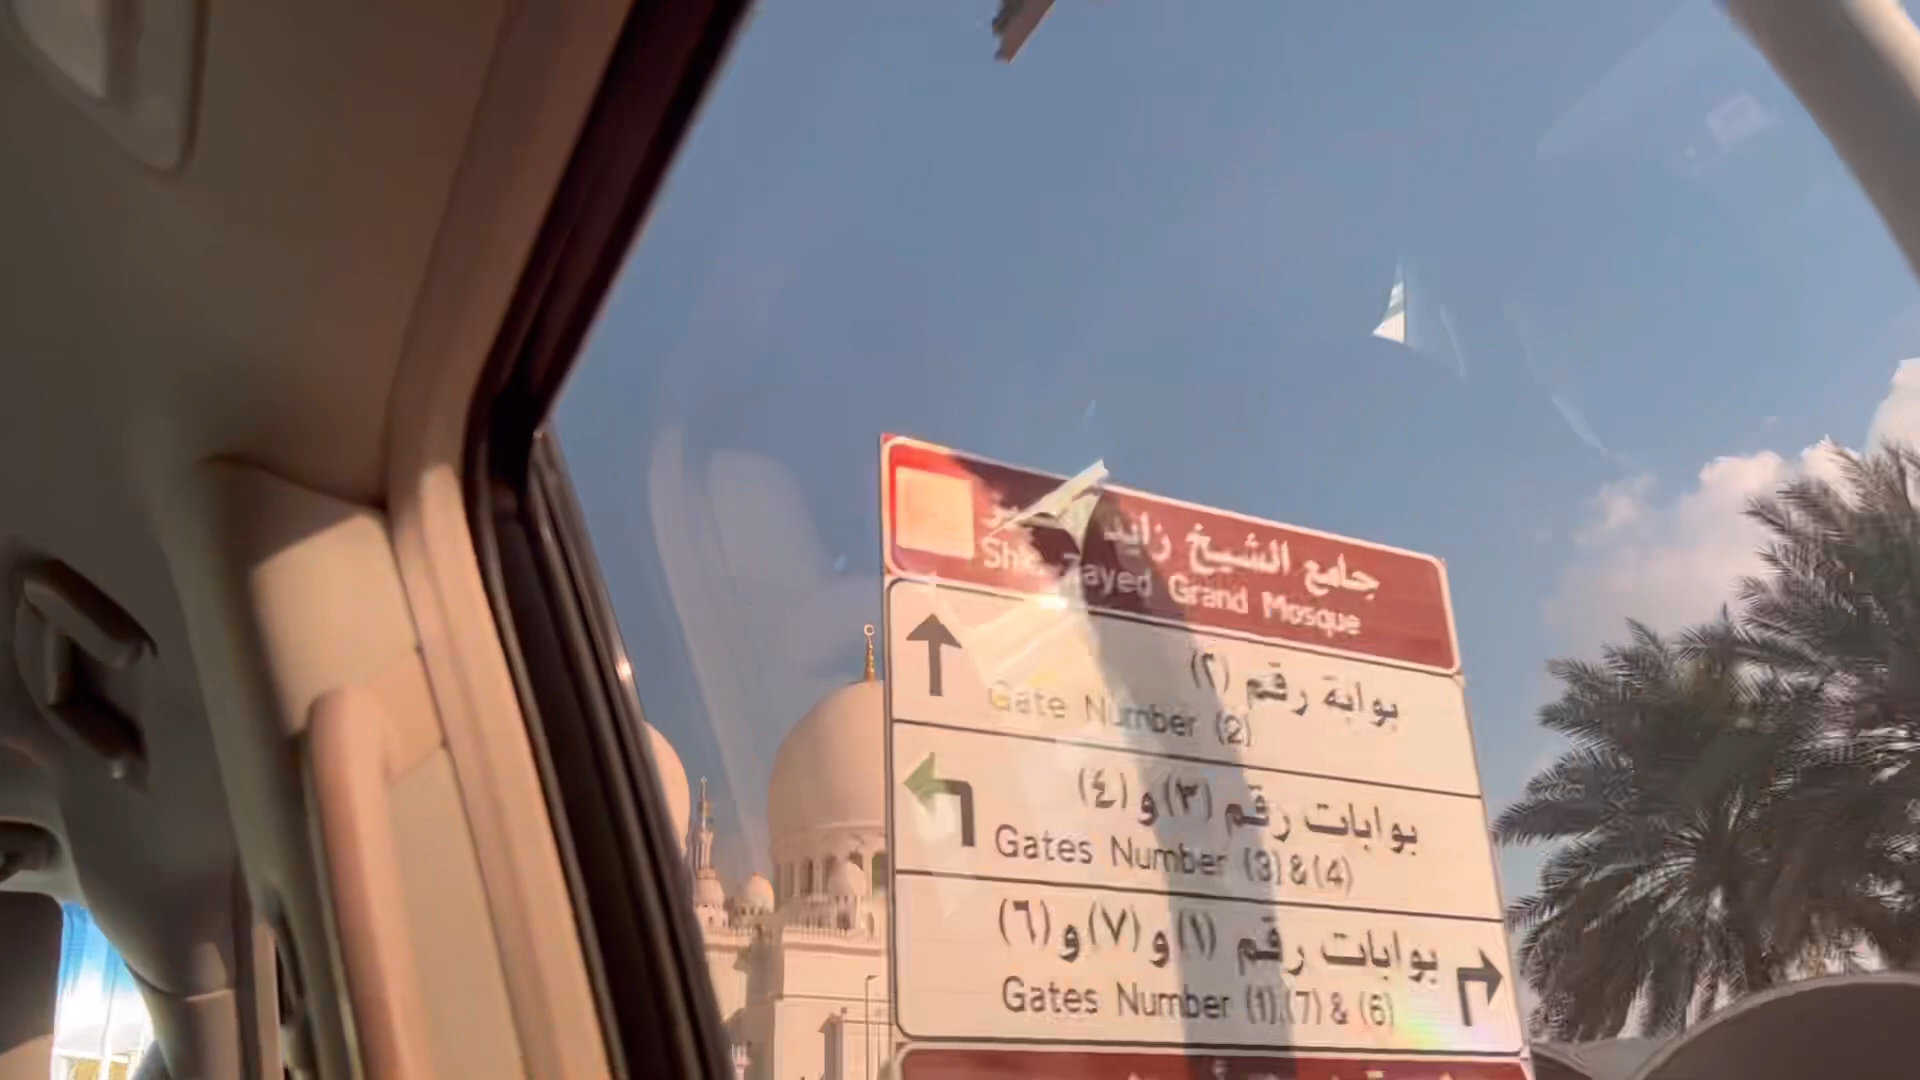 جامع الشيخ زايد
Zayed Grand Mosque
بوابة رقم (٢)
Gate Number (2)
بوابات رقم (٣) و (٤)
Gates Number (3) & (4)
بوابات رقم (١) و (٧) و (٦)
Gates Number (1),(7) & (6)